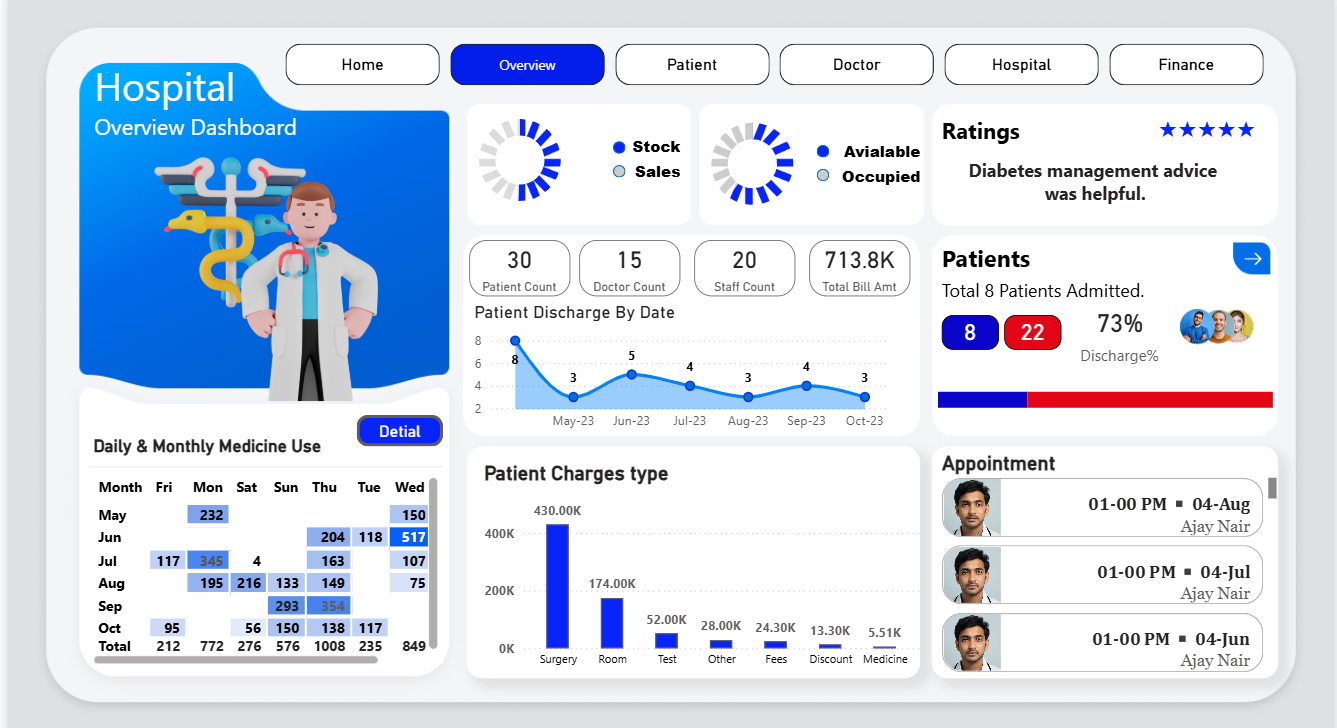 Home
Overview
Patient
Doctor
Hospital
Finance
Hospital
Overview Dashboard
Stock
Sales
Avialable
Occupied
Ratings
★★★★★
Diabetes management advice
was helpful.
30
Patient Count
15
Doctor Count
20
Staff Count
713.8K
Total Bill Amt
Patient Discharge By Date
8
6
4
2
8
3
5
4
3
4
3
May-23 Jun-23 Jul-23 Aug-23 Sep-23 Oct-23
Patients
Total 8 Patients Admitted.
8
22
73%
Discharge%
Detial
Daily & Monthly Medicine Use
Month Fri Mon Sat Sun Thu Tue Wed
May 232 150
Jun 204 118 517
Jul 117 345 4 163 107
Aug 195 216 133 149 75
Sep 293 354
Oct 95 56 150 138 117
Total 212 772 276 576 1008 235 849
Patient Charges type
400K
200K
0K
430.00K
174.00K
52.00K
28.00K
24.30K
13.30K
5.51K
Surgery Room Test Other Fees Discount Medicine
Appointment
01-00 PM ▪ 04-Aug
Ajay Nair
01-00 PM ▪ 04-Jul
Ajay Nair
01-00 PM ▪ 04-Jun
Ajay Nair